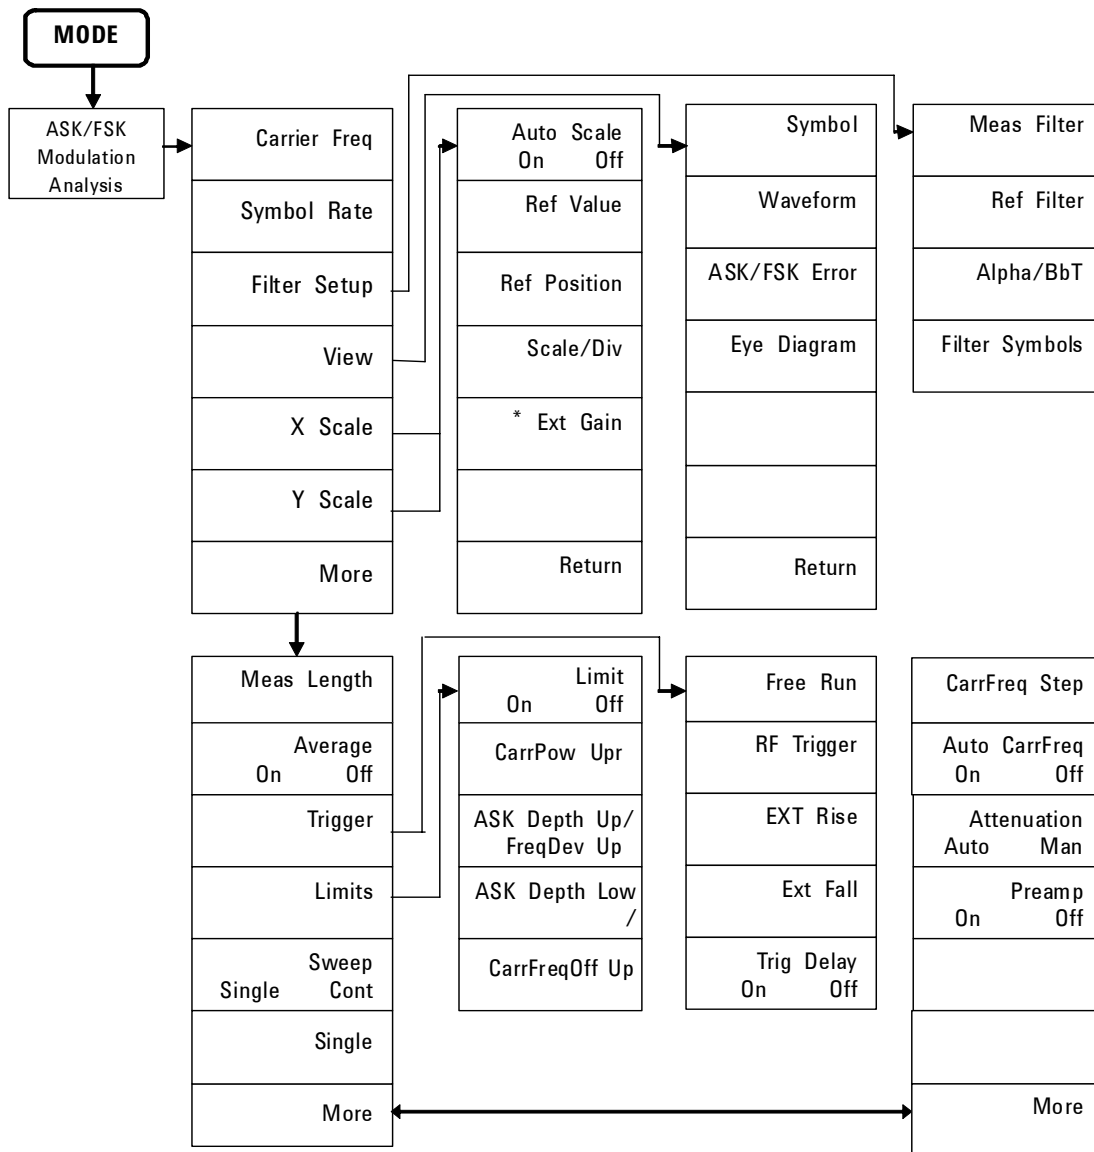 MODE
ASK/FSK
Modulation
Analysis
Carrier Freq
Symbol Rate
Filter Setup
View
X Scale
Y Scale
More
Auto Scale
On Off
Ref Value
Ref Position
Scale/Div
* Ext Gain
Return
Symbol
Waveform
ASK/FSK Error
Eye Diagram
Return
Meas Filter
Ref Filter
Alpha/BbT
Filter Symbols
Meas Length
Average
On Off
Trigger
Limits
Sweep
Single Cont
Single
More
Limit
On Off
CarrPow Upr
ASK Depth Up/
FreqDev Up
ASK Depth Low
/
CarrFreqOff Up
Free Run
RF Trigger
EXT Rise
Ext Fall
Trig Delay
On Off
CarrFreq Step
Auto CarrFreq
On Off
Attenuation
Auto Man
Preamp
On Off
More